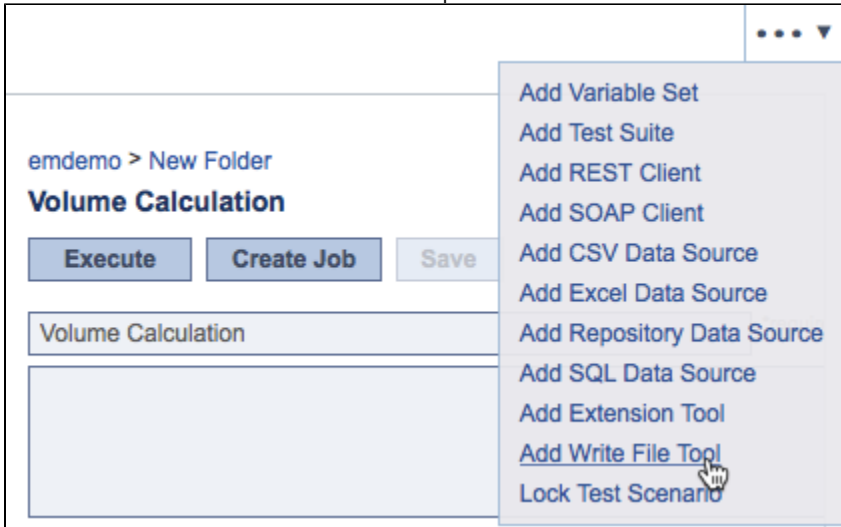 ••• ▼
emdemo > New Folder
Volume Calculation
Execute
Create Job
Save
Volume Calculation
Add Variable Set
Add Test Suite
Add REST Client
Add SOAP Client
Add CSV Data Source
Add Excel Data Source
Add Repository Data Source
Add SQL Data Source
Add Extension Tool
Add Write File Tool
Lock Test Scenario